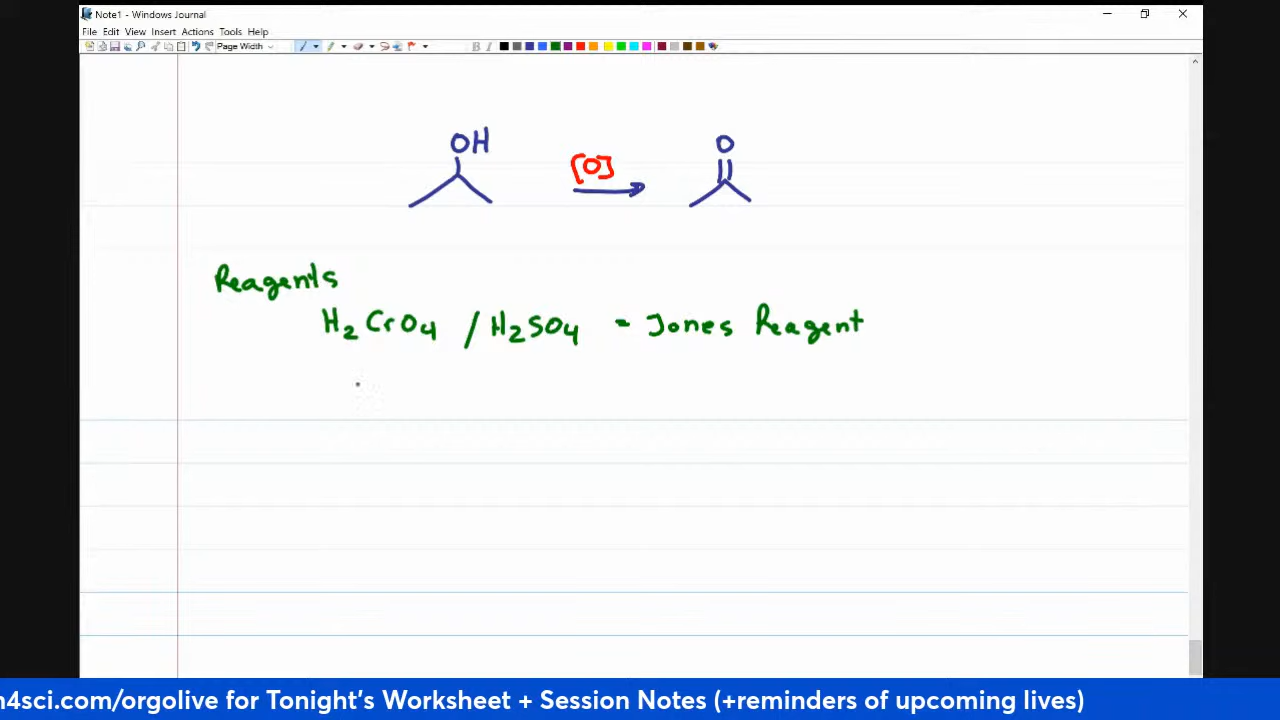 Note1 - Windows Journal
File Edit View Insert Actions Tools Help
Page Width
B I
OH
[O]
O
Reagents
H2CrO4 / H2SO4 - Jones Reagent
n4sci.com/orgolive for Tonight's Worksheet + Session Notes (+reminders of upcoming lives)